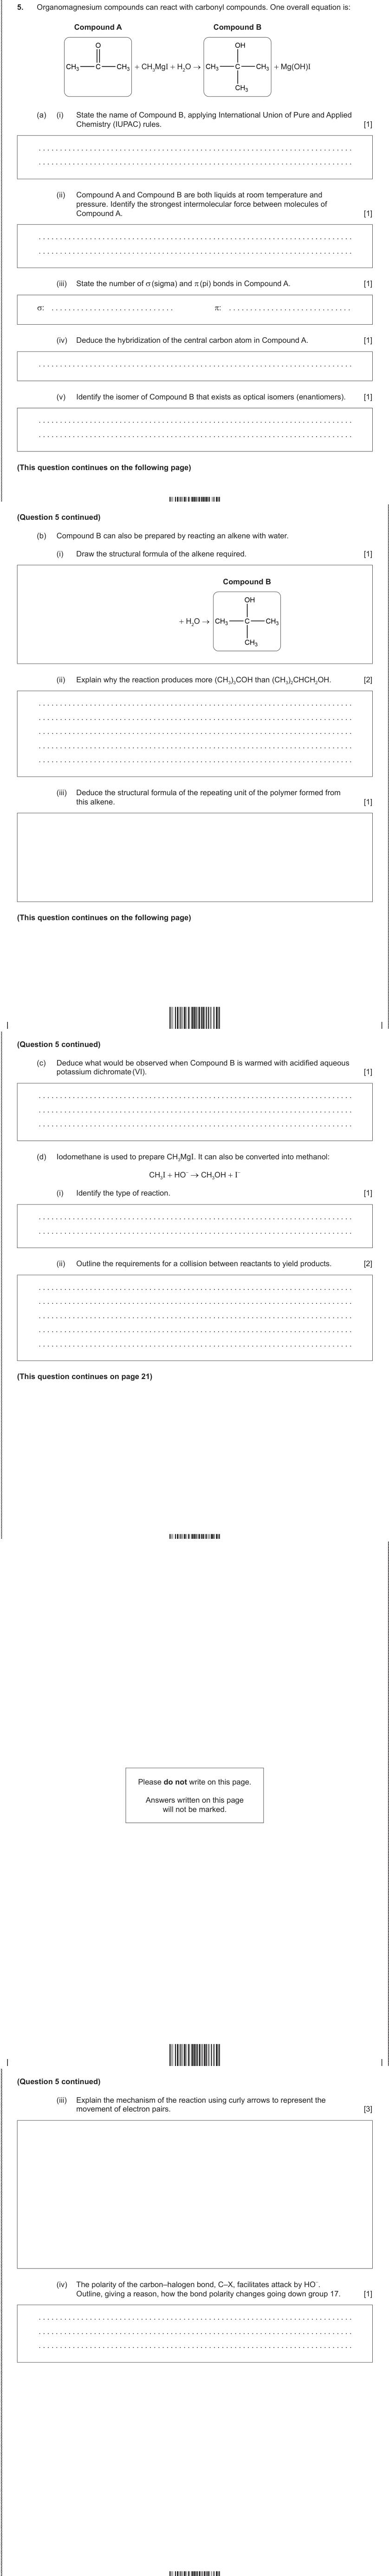 5. Organomagnesium compounds can react with carbonyl compounds. One overall equation is:
Compound A Compound B
O OH
CH₃ C CH₃ + CH₃MgI + H₂O → CH₃ C CH₃ + Mg(OH)I
CH₃
(a) (i) State the name of Compound B, applying International Union of Pure and Applied
Chemistry (IUPAC) rules. [1]
(ii) Compound A and Compound B are both liquids at room temperature and
pressure. Identify the strongest intermolecular force between molecules of
Compound A. [1]
(iii) State the number of σ (sigma) and π (pi) bonds in Compound A. [1]
σ: π:
(iv) Deduce the hybridization of the central carbon atom in Compound A. [1]
(v) Identify the isomer of Compound B that exists as optical isomers (enantiomers). [1]
(This question continues on the following page)
(Question 5 continued)
(b) Compound B can also be prepared by reacting an alkene with water.
(i) Draw the structural formula of the alkene required. [1]
Compound B
OH
+ H₂O → CH₃ C CH₃
CH₃
(ii) Explain why the reaction produces more (CH₃)₃COH than (CH₃)₂CHCH₂OH. [2]
(iii) Deduce the structural formula of the repeating unit of the polymer formed from
this alkene. [1]
(This question continues on the following page)
(Question 5 continued)
(c) Deduce what would be observed when Compound B is warmed with acidified aqueous
potassium dichromate (VI). [1]
(d) Iodomethane is used to prepare CH₃MgI. It can also be converted into methanol:
CH₃I + HO⁻ → CH₃OH + I⁻
(i) Identify the type of reaction. [1]
(ii) Outline the requirements for a collision between reactants to yield products. [2]
(This question continues on page 21)
Please do not write on this page.
Answers written on this page
will not be marked.
(Question 5 continued)
(iii) Explain the mechanism of the reaction using curly arrows to represent the
movement of electron pairs. [3]
(iv) The polarity of the carbon–halogen bond, C–X, facilitates attack by HO⁻.
Outline, giving a reason, how the bond polarity changes going down group 17. [1]